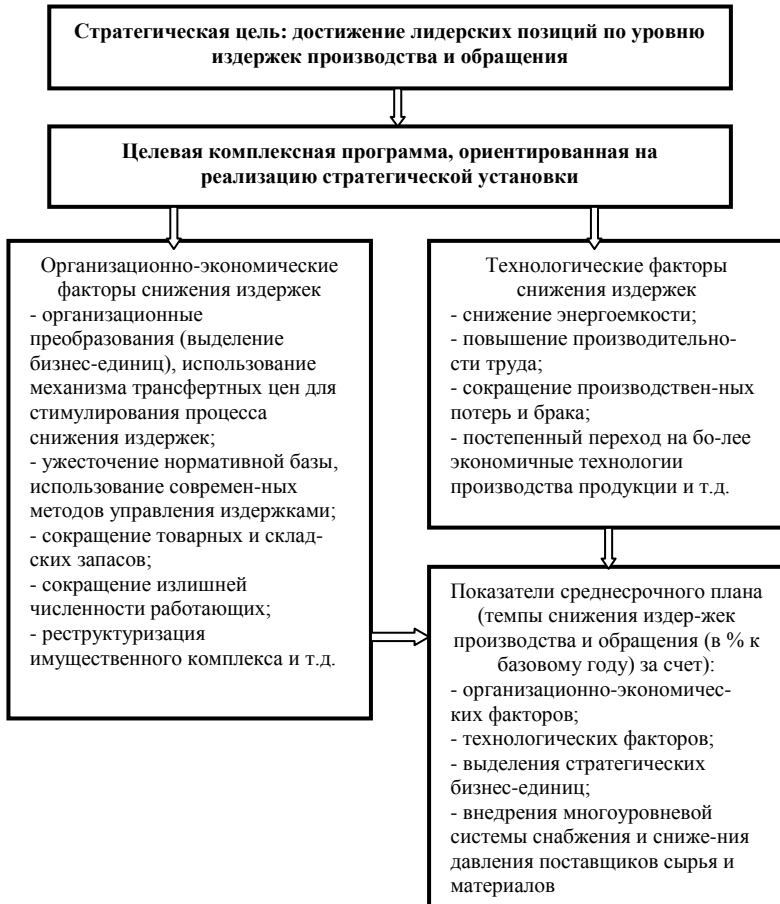 Стратегическая цель: достижение лидерских позиций по уровню
издержек производства и обращения
Целевая комплексная программа, ориентированная на
реализацию стратегической установки
Организационно-экономические
факторы снижения издержек
- организационные
преобразования (выделение
бизнес-единиц), использование
механизма трансфертных цен для
стимулирования процесса
снижения издержек;
- ужесточение нормативной базы,
использование современ-ных
методов управления издержками;
- сокращение товарных и склад-
ских запасов;
- сокращение излишней
численности работающих;
- реструктуризация
имущественного комплекса и т.д.
Технологические факторы
снижения издержек
- снижение энергоемкости;
- повышение производительно-
сти труда;
- сокращение производствен-ных
потерь и брака;
- постепенный переход на бо-лее
экономичные технологии
производства продукции и т.д.
Показатели среднесрочного плана
(темпы снижения издер-жек
производства и обращения (в % к
базовому году) за счет):
- организационно-экономичес-
ких факторов;
- технологических факторов;
- выделения стратегических
бизнес-единиц;
- внедрения многоуровневой
системы снабжения и сниже-ния
давления поставщиков сырья и
материалов